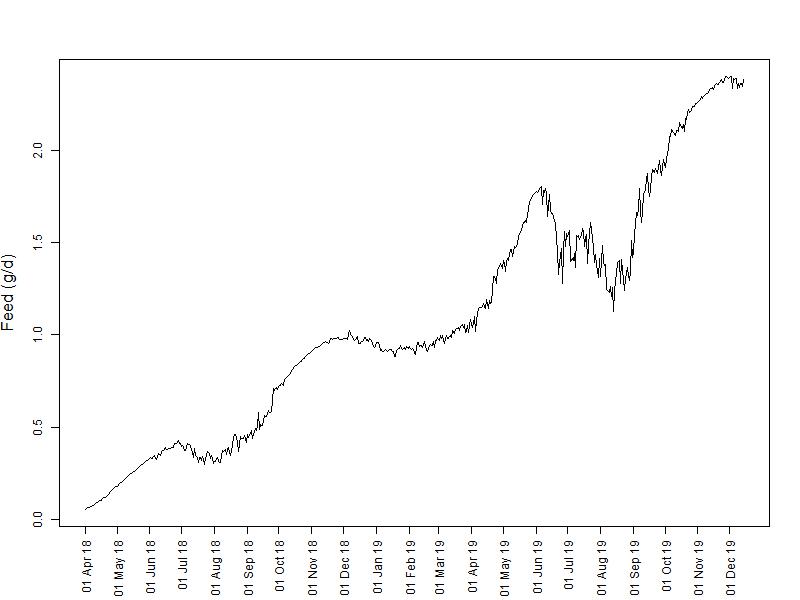 Feed (g/d)
2.0
1.5
1.0
0.5
0.0
01 Apr 18
01 May 18
01 Jun 18
01 Jul 18
01 Aug 18
01 Sep 18
01 Oct 18
01 Nov 18
01 Dec 18
01 Jan 19
01 Feb 19
01 Mar 19
01 Apr 19
01 May 19
01 Jun 19
01 Jul 19
01 Aug 19
01 Sep 19
01 Oct 19
01 Nov 19
01 Dec 19